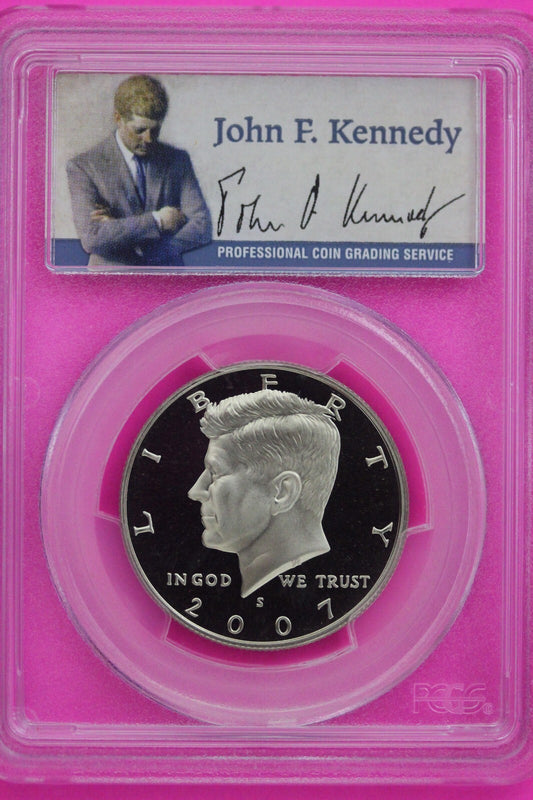 John F. Kennedy
John F Kennedy
PROFESSIONAL COIN GRADING SERVICE
LIBERTY
IN GOD WE TRUST
S
2007
PCGS®